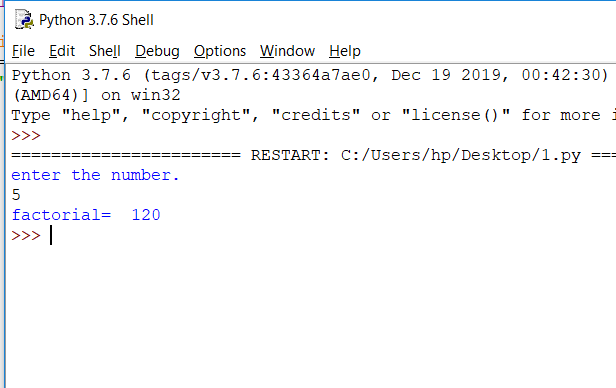 Python 3.7.6 Shell
File Edit Shell Debug Options Window Help
Python 3.7.6 (tags/v3.7.6:43364a7ae0, Dec 19 2019, 00:42:30)
(AMD64)] on win32
Type "help", "copyright", "credits" or "license()" for more
>>>
======================= RESTART: C:/Users/hp/Desktop/1.py ===
enter the number.
5
factorial=  120
>>>